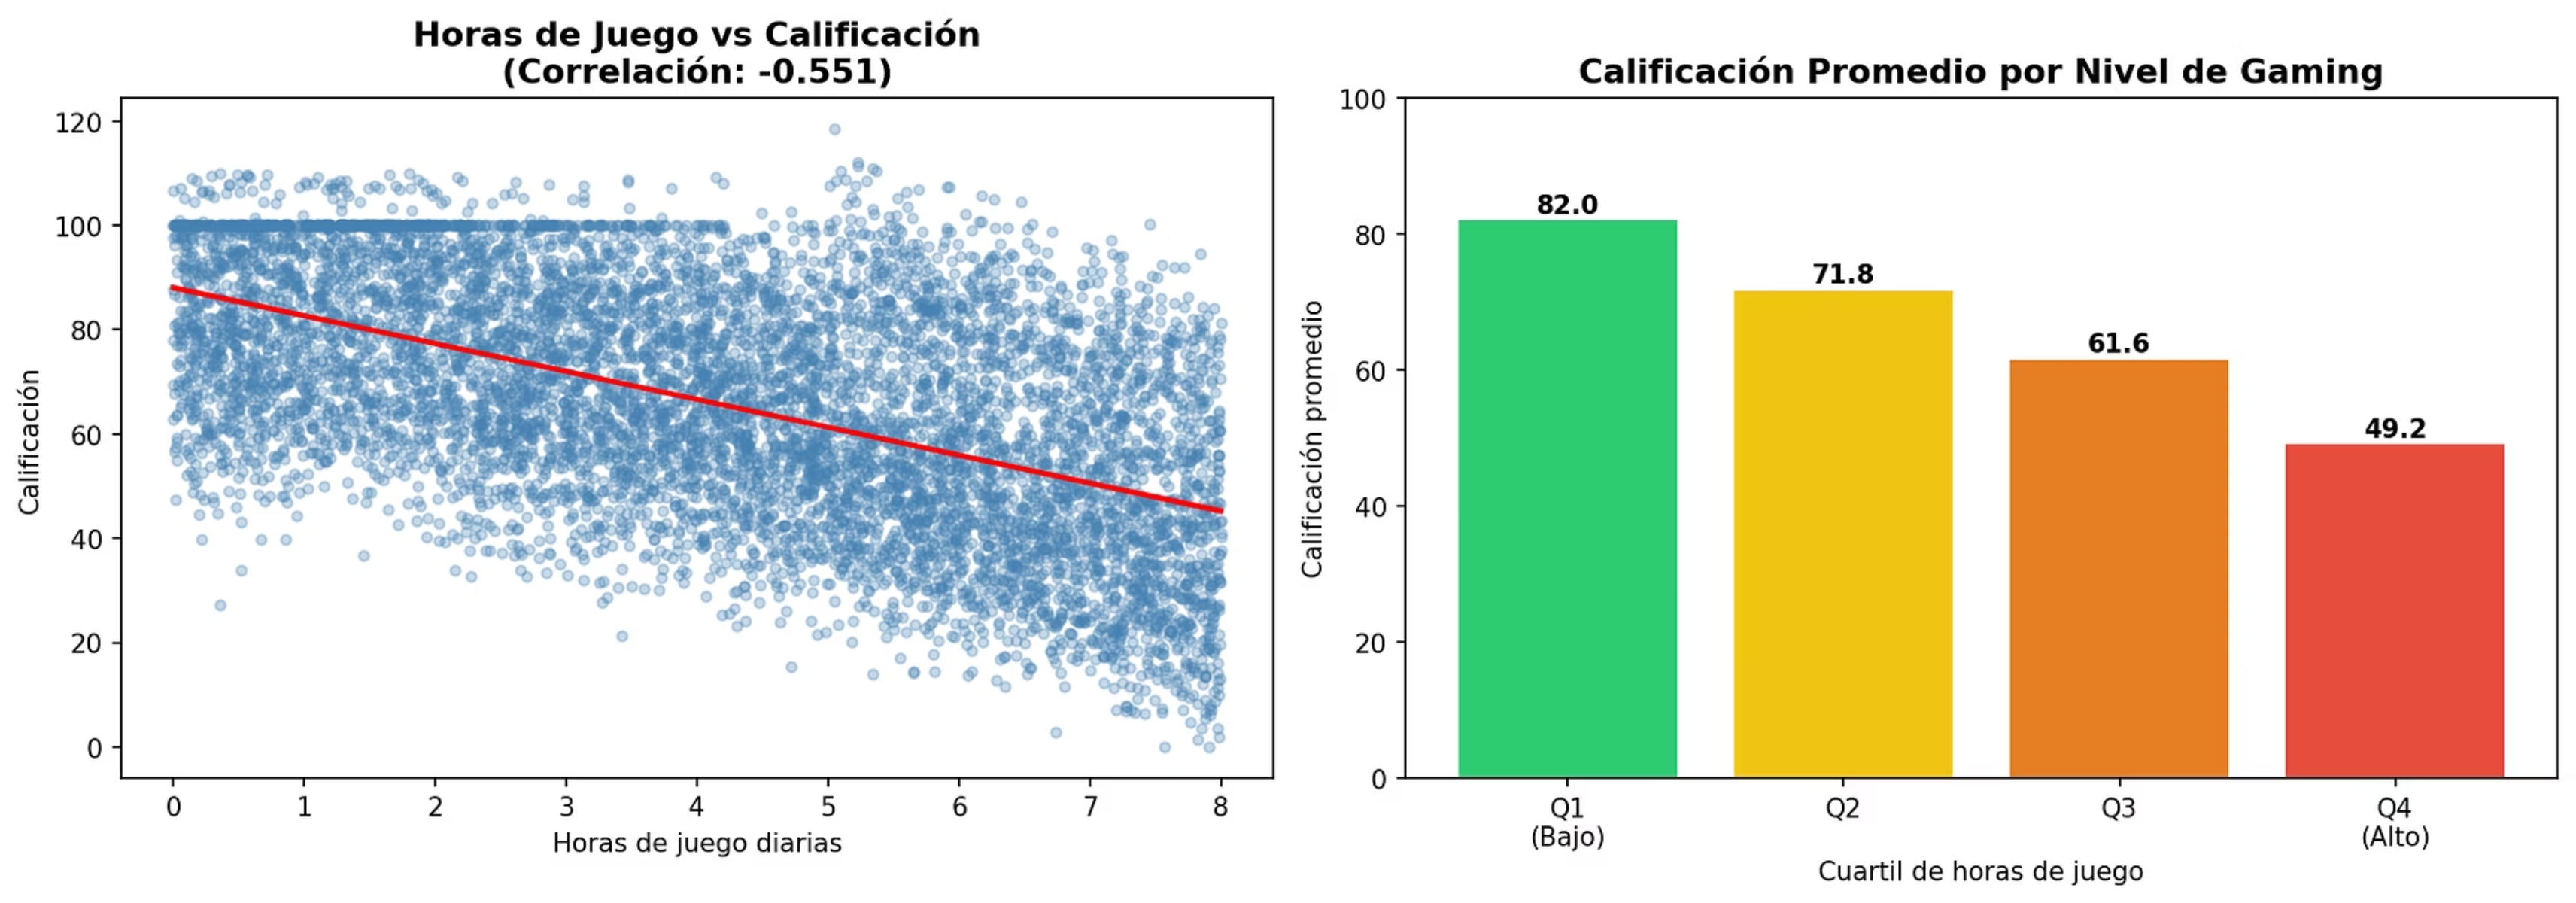 Horas de Juego vs Calificación
(Correlación: -0.551)
Calificación
120
100
80
60
40
20
0
0 1 2 3 4 5 6 7 8
Horas de juego diarias
Calificación Promedio por Nivel de Gaming
Calificación promedio
100
80
60
40
20
0
82.0
71.8
61.6
49.2
Q1 Q2 Q3 Q4
(Bajo) (Alto)
Cuartil de horas de juego